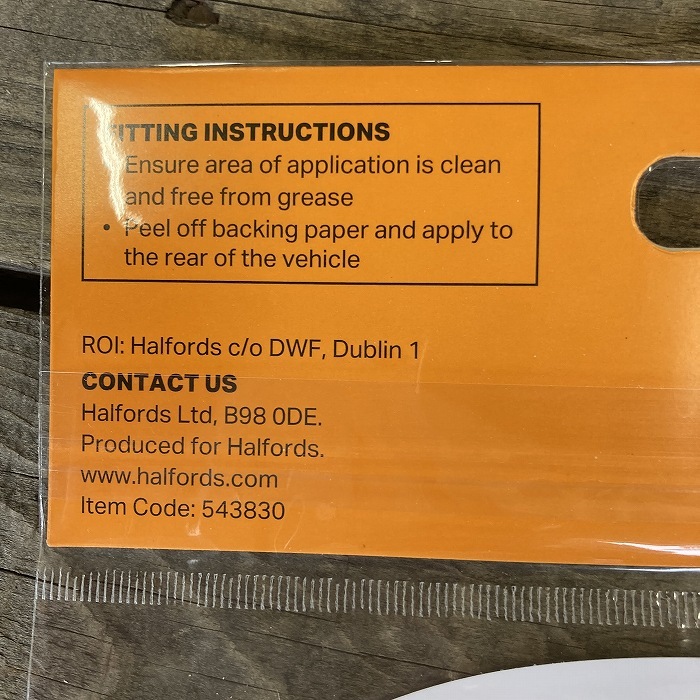 FITTING INSTRUCTIONS
Ensure area of application is clean
and free from grease
• Peel off backing paper and apply to
the rear of the vehicle
ROI: Halfords c/o DWF, Dublin 1
CONTACT US
Halfords Ltd, B98 0DE.
Produced for Halfords.
www.halfords.com
Item Code: 543830